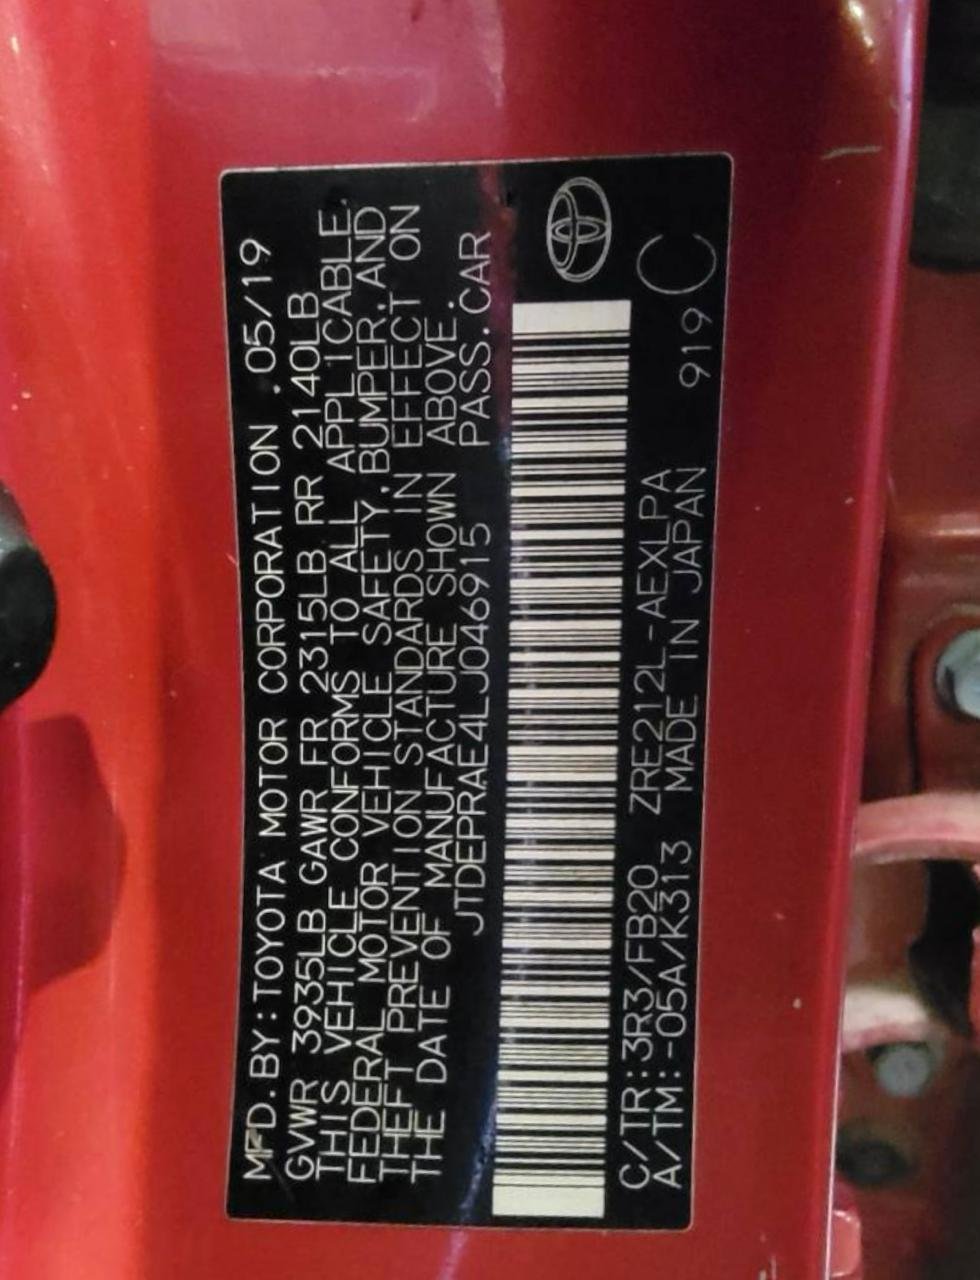 MFD.BY:TOYOTA MOTOR CORPORATION .05/19
GVWR 3935LB GAWR FR 2315LB RR 2140LB
THIS VEHICLE CONFORMS TO ALL APPLICABLE
FEDERAL MOTOR VEHICLE SAFETY,BUMPER,AND
THEFT PREVENTION STANDARDS IN EFFECT ON
THE DATE OF MANUFACTURE SHOWN ABOVE.
JTDEPRAE4LJ046915 PASS.CAR
C/TR:3R3/FB20 ZRE212L-AEXLPA 919 C
A/TM:-05A/K313 MADE IN JAPAN